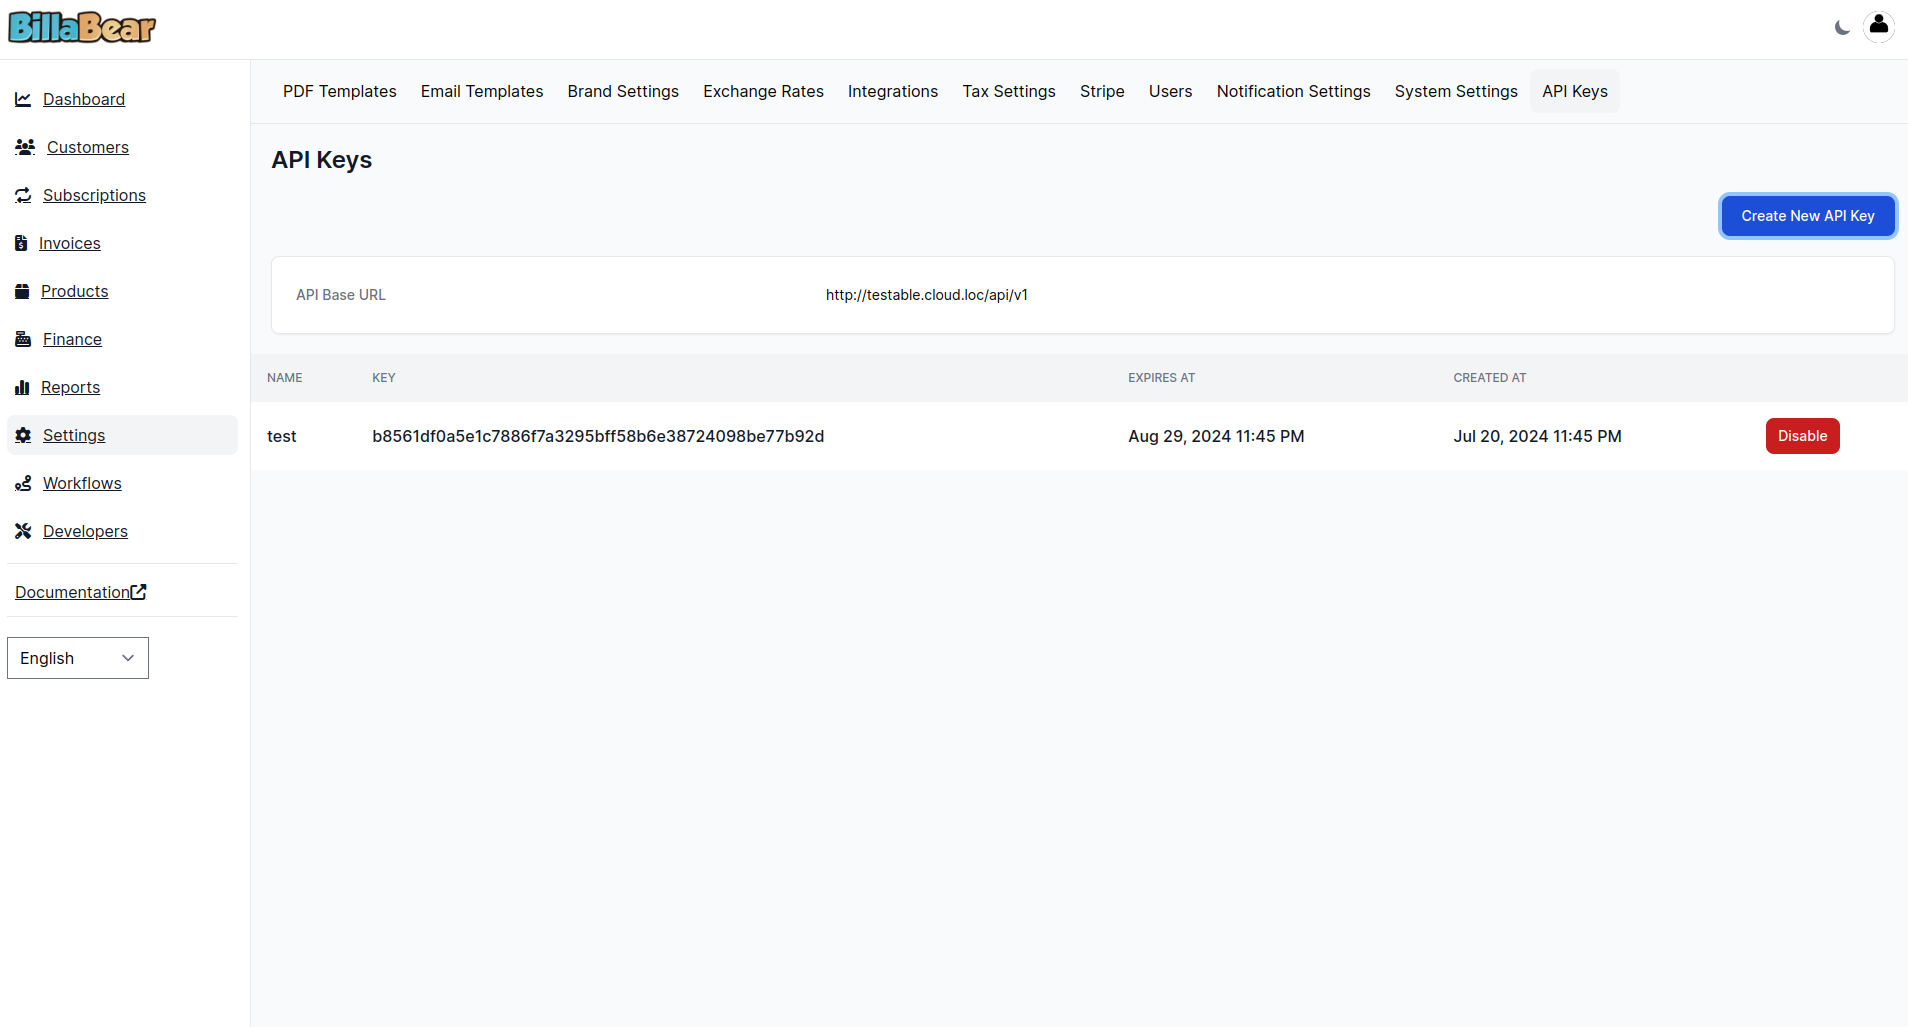 BillaBear
Dashboard
Customers
Subscriptions
Invoices
Products
Finance
Reports
Settings
Workflows
Developers
Documentation
English
PDF Templates Email Templates Brand Settings Exchange Rates Integrations Tax Settings Stripe Users Notification Settings System Settings API Keys
API Keys
Create New API Key
API Base URL http://testable.cloud.loc/api/v1
NAME KEY EXPIRES AT CREATED AT
test b8561df0a5e1c7886f7a3295bff58b6e38724098be77b92d Aug 29, 2024 11:45 PM Jul 20, 2024 11:45 PM Disable